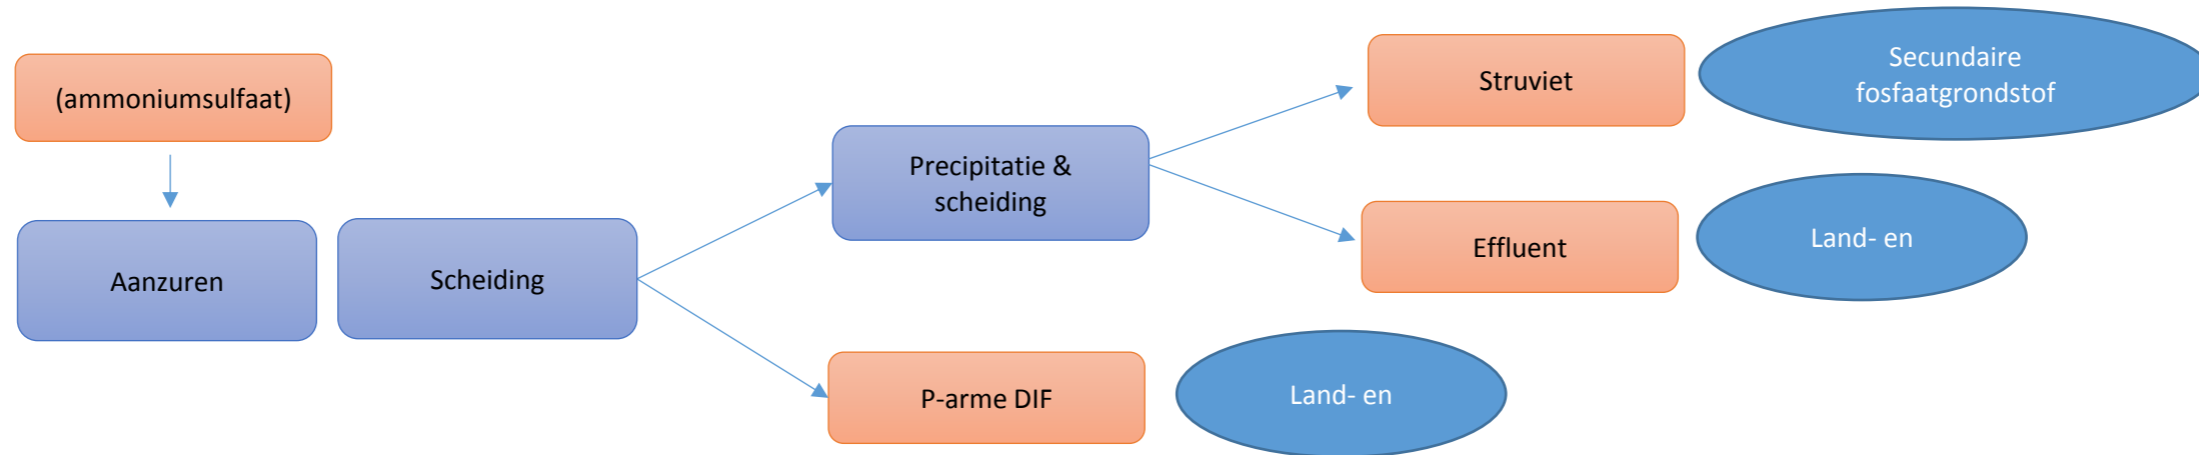 (ammoniumsulfaat)
Aanzuren
Scheiding
Precipitatie &
scheiding
P-arme DIF
Land- en
Struviet
Secundaire
fosfaatgrondstof
Effluent
Land- en